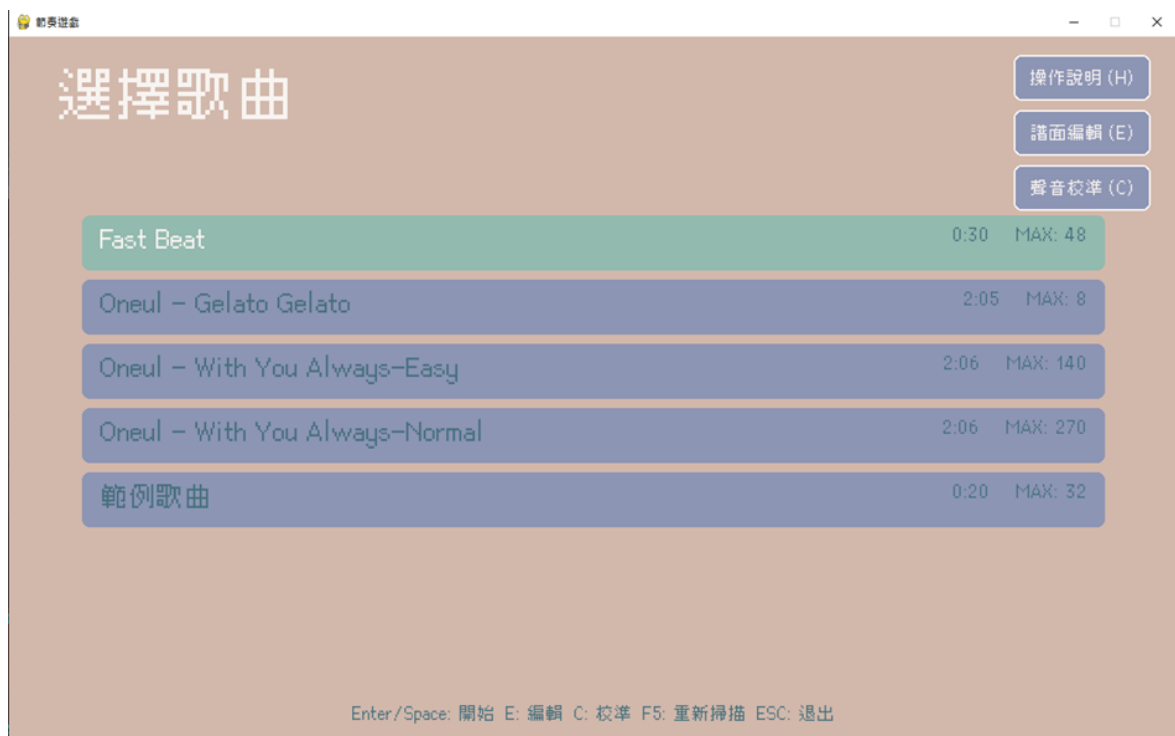 節奏遊戲
選擇歌曲
操作說明 (H)
譜面編輯 (E)
聲音校準 (C)
Fast Beat 0:30 MAX: 48
Oneul - Gelato Gelato 2:05 MAX: 8
Oneul - With You Always-Easy 2:06 MAX: 140
Oneul - With You Always-Normal 2:06 MAX: 270
範例歌曲 0:20 MAX: 32
Enter/Space: 開始 E: 編輯 C: 校準 F5: 重新掃描 ESC: 退出